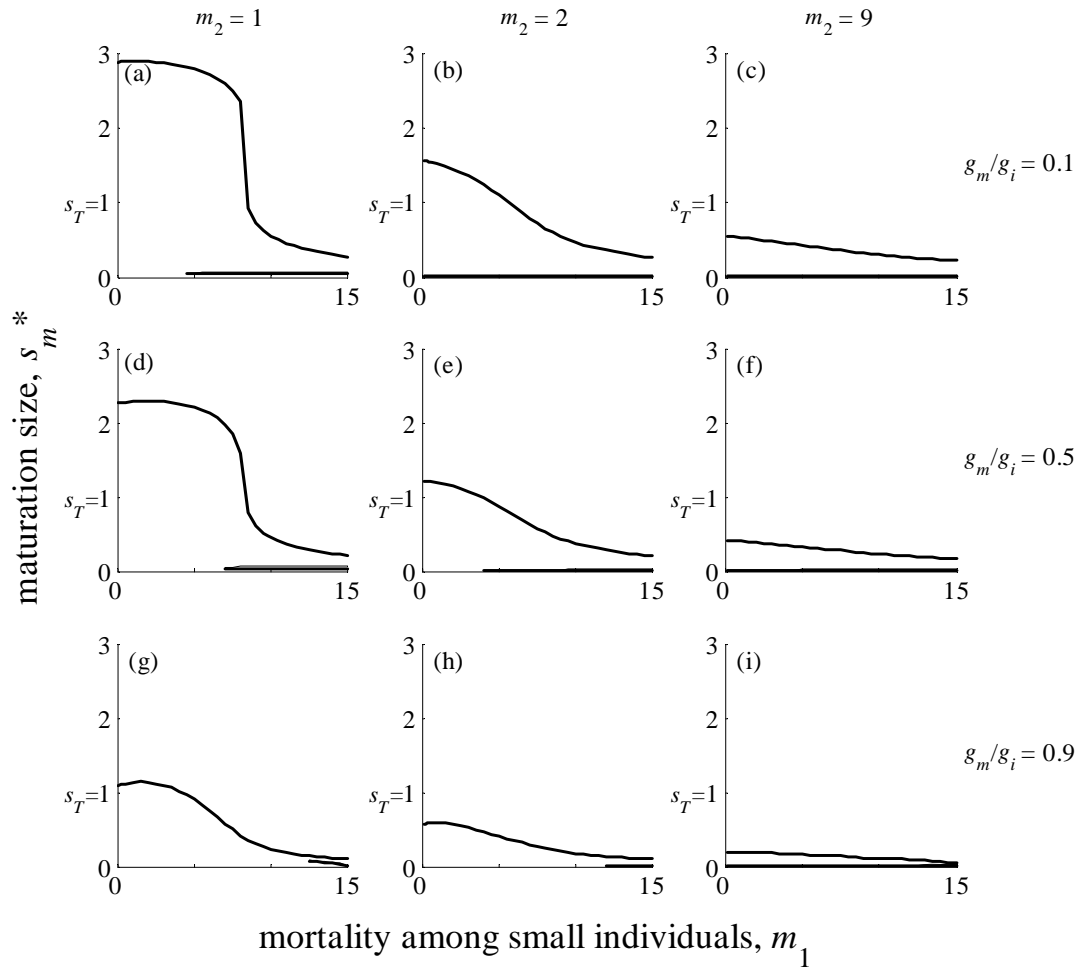 m2 = 1 m2 = 2 m2 = 9
3 (a) 3 (b) 3 (c)
2 2 2
gm/gi = 0.1
sT=1 sT=1 sT=1
0 0 0
0 15 0 15 0 15
3 (d) 3 (e) 3 (f)
2 2 2
gm/gi = 0.5
sT=1 sT=1 sT=1
0 0 0
0 15 0 15 0 15
3 (g) 3 (h) 3 (i)
2 2 2
gm/gi = 0.9
sT=1 sT=1 sT=1
0 0 0
0 15 0 15 0 15
maturation size, sm*
mortality among small individuals, m1